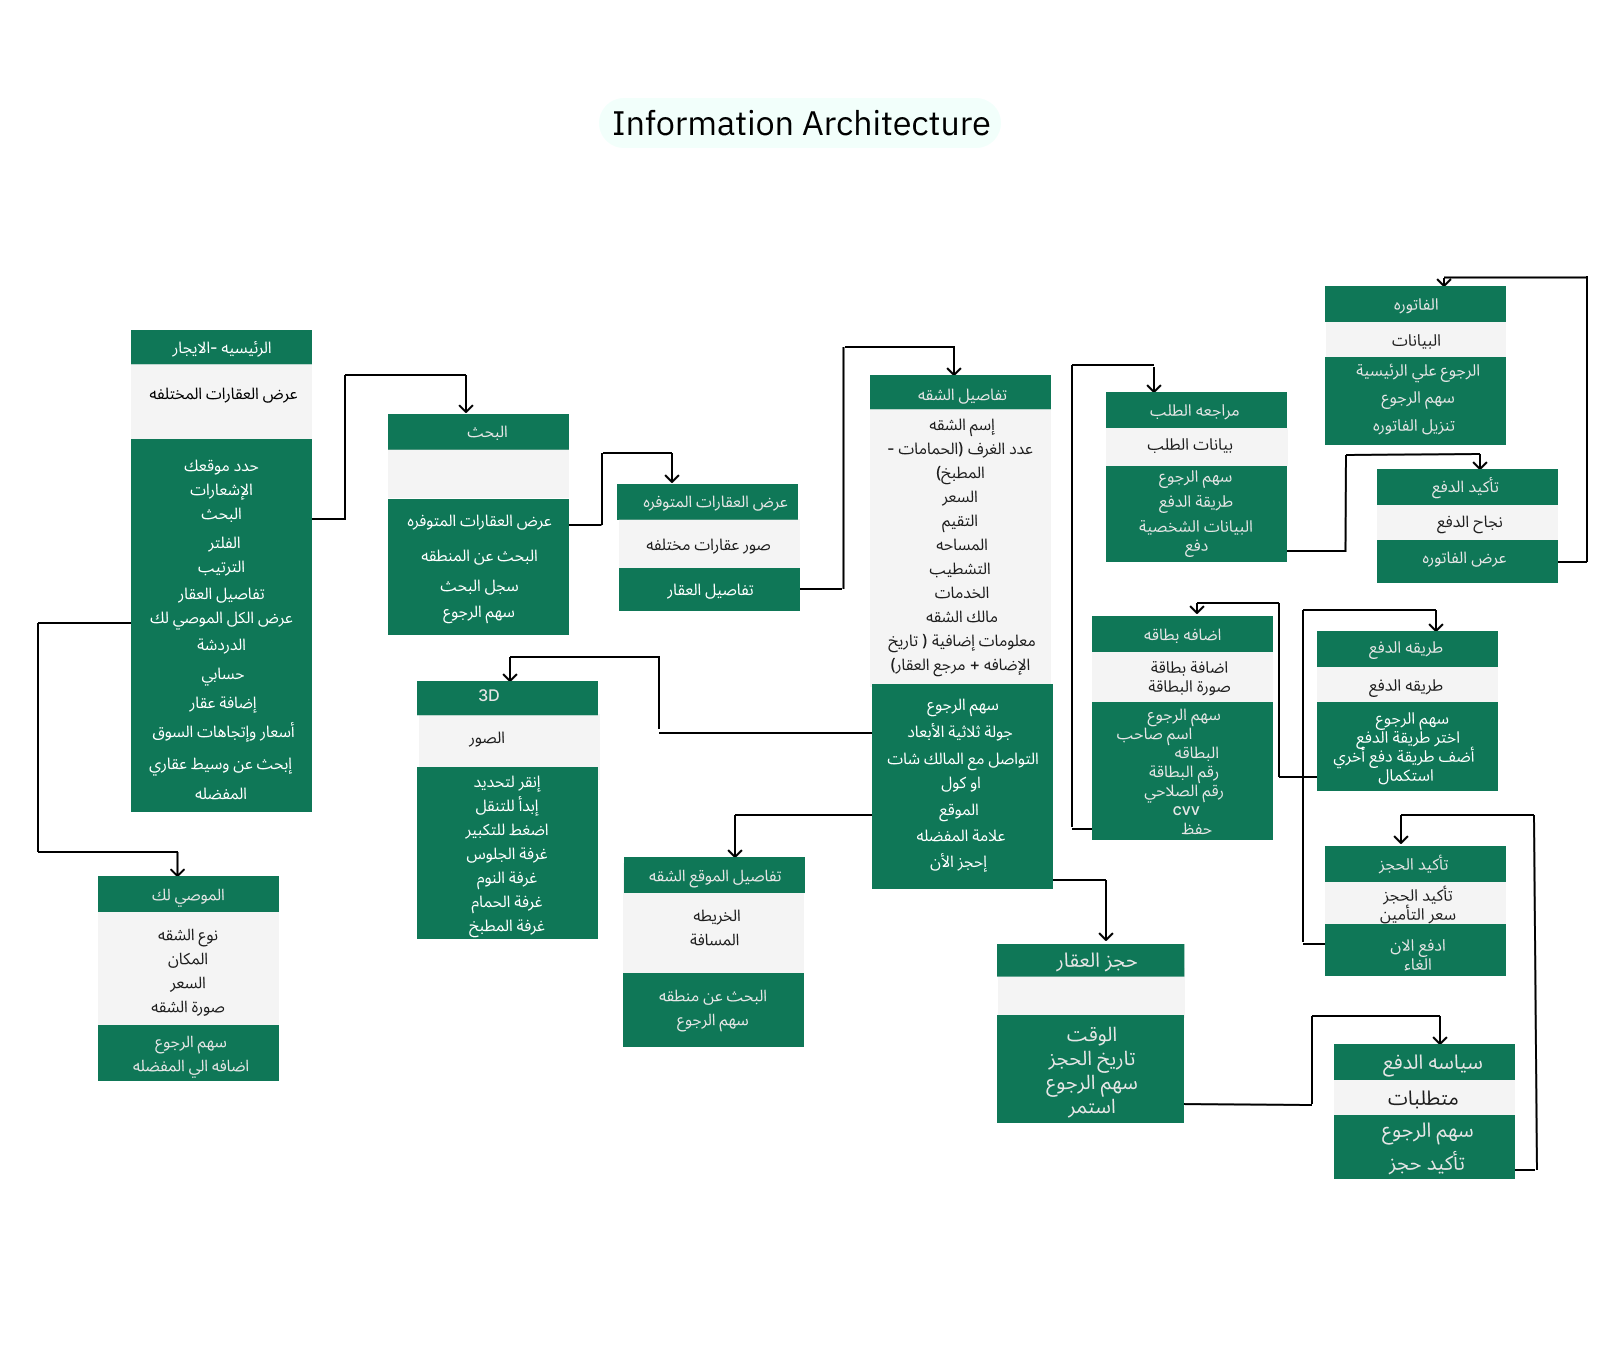 Information Architecture
الرئيسيه -الايجار
عرض العقارات المختلفه
حدد موقعك
الإشعارات
البحث
الفلتر
الترتيب
تفاصيل العقار
عرض الكل الموصي لك
الدردشة
حسابي
إضافة عقار
أسعار وإتجاهات السوق
إبحث عن وسيط عقاري
المفضله
الموصي لك
نوع الشقه
المكان
السعر
صورة الشقه
سهم الرجوع
اضافه الي المفضله
البحث
عرض العقارات المتوفره
البحث عن المنطقه
سجل البحث
سهم الرجوع
عرض العقارات المتوفره
صور عقارات مختلفه
تفاصيل العقار
تفاصيل الشقه
إسم الشقه
عدد الغرف (الحمامات -
المطبخ)
السعر
التقيم
المساحه
التشطيب
الخدمات
مالك الشقه
معلومات إضافية ( تاريخ
الإضافه + مرجع العقار)
سهم الرجوع
جولة ثلاثية الأبعاد
التواصل مع المالك شات
او كول
الموقع
علامة المفضله
إحجز الأن
3D
الصور
إنقر لتحديد
إبدأ للتنقل
اضغط للتكبير
غرفة الجلوس
غرفة النوم
غرفة الحمام
غرفة المطبخ
تفاصيل الموقع الشقه
الخريطه
المسافة
البحث عن منطقه
سهم الرجوع
حجز العقار
الوقت
تاريخ الحجز
سهم الرجوع
استمر
سياسه الدفع
متطلبات
سهم الرجوع
تأكيد حجز
تأكيد الحجز
تأكيد الحجز
سعر التأمين
ادفع الان
الغاء
طريقه الدفع
طريقه الدفع
سهم الرجوع
اختر طريقة الدفع
أضف طريقة دفع أخري
استكمال
اضافه بطاقه
اضافة بطاقة
صورة البطاقة
سهم الرجوع
اسم صاحب
البطاقه
رقم البطاقة
رقم الصلاحي
cvv
حفظ
مراجعه الطلب
بيانات الطلب
سهم الرجوع
طريقة الدفع
البيانات الشخصية
دفع
تأكيد الدفع
نجاح الدفع
عرض الفاتوره
الفاتوره
البيانات
الرجوع علي الرئيسية
سهم الرجوع
تنزيل الفاتوره